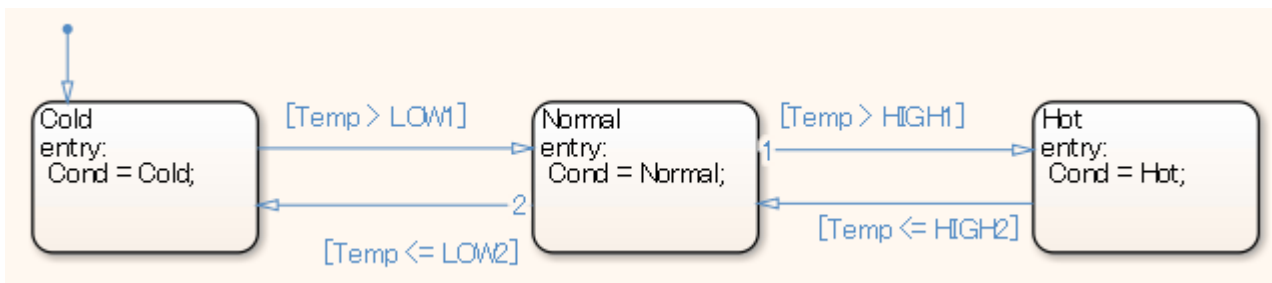 Cold
entry:
Cond = Cold;
[Temp > LOW1]
[Temp <= LOW2]
Normal
entry:
Cond = Normal;
1
2
[Temp > HIGH1]
[Temp <= HIGH2]
Hot
entry:
Cond = Hot;